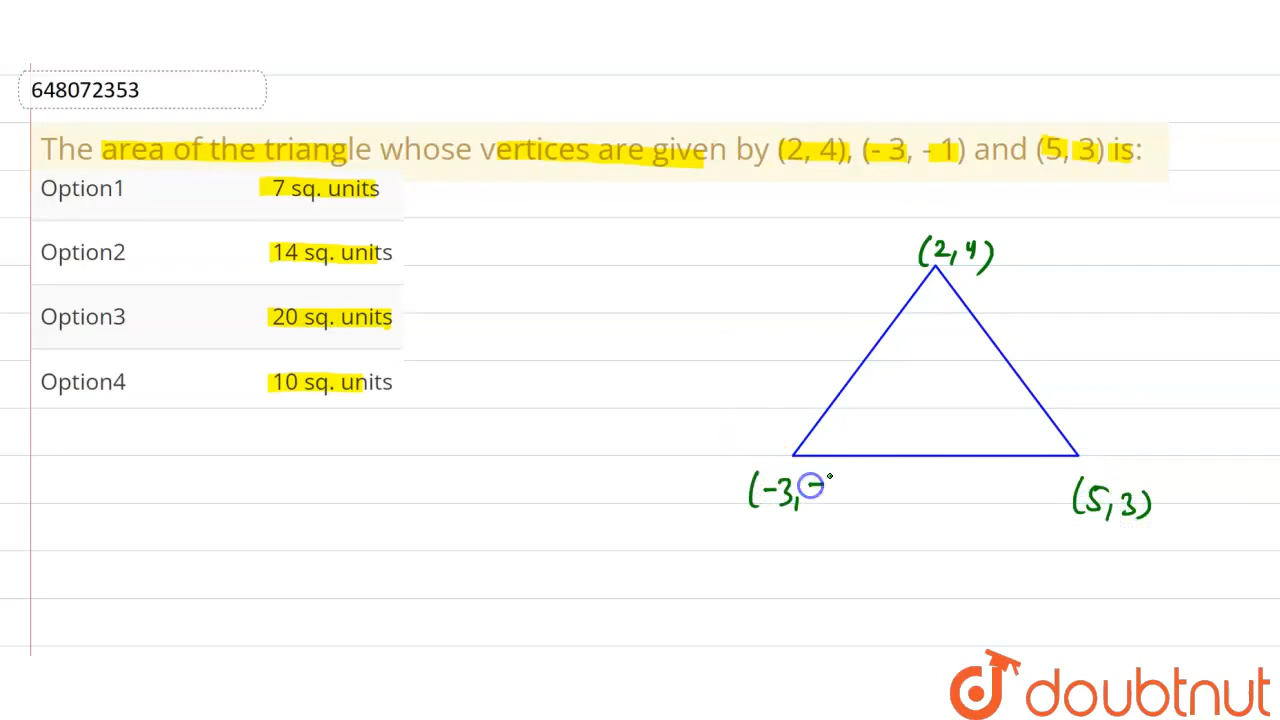 648072353
The area of the triangle whose vertices are given by (2, 4), (- 3, - 1) and (5, 3) is:
Option1 7 sq. units
Option2 14 sq. units
Option3 20 sq. units
Option4 10 sq. units
(2, 4)
(-3, -
(5, 3)
doubtnut